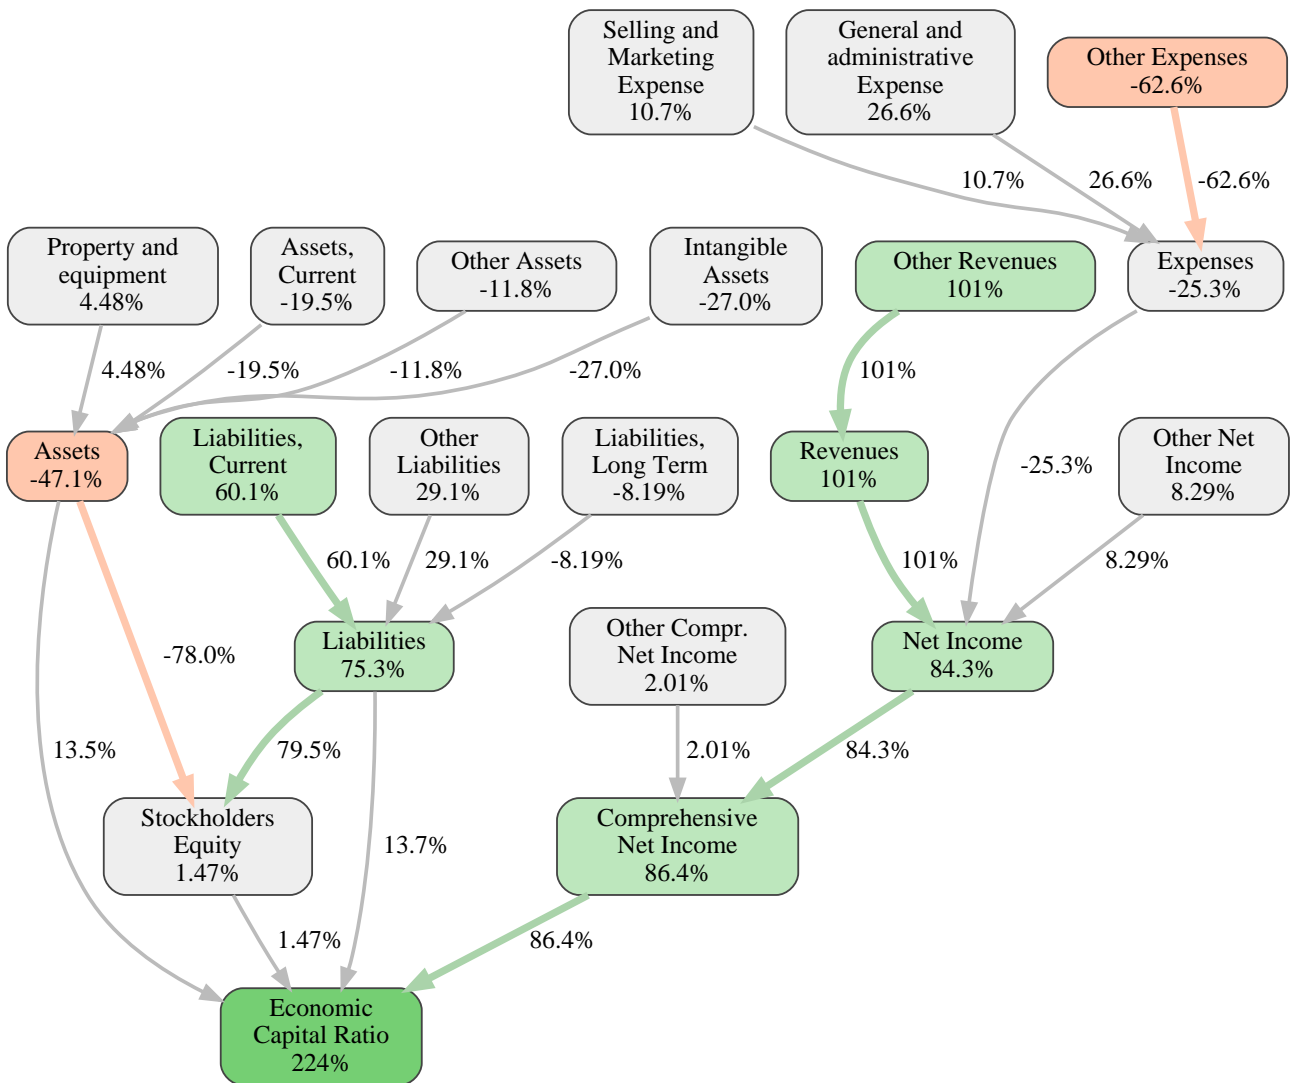 Selling and
Marketing
Expense
10.7%
General and
administrative
Expense
26.6%
Other Expenses
-62.6%
10.7%
26.6%
-62.6%
Property and
equipment
4.48%
Assets,
Current
-19.5%
Other Assets
-11.8%
Intangible
Assets
-27.0%
Other Revenues
101%
Expenses
-25.3%
4.48%
-19.5%
-11.8%
-27.0%
101%
Assets
-47.1%
Liabilities,
Current
60.1%
Other
Liabilities
29.1%
Liabilities,
Long Term
-8.19%
Revenues
101%
-25.3%
Other Net
Income
8.29%
60.1%
29.1%
-8.19%
101%
8.29%
-78.0%
Liabilities
75.3%
Other Compr.
Net Income
2.01%
Net Income
84.3%
13.5%
79.5%
2.01%
84.3%
Stockholders
Equity
1.47%
13.7%
Comprehensive
Net Income
86.4%
1.47%
86.4%
Economic
Capital Ratio
224%